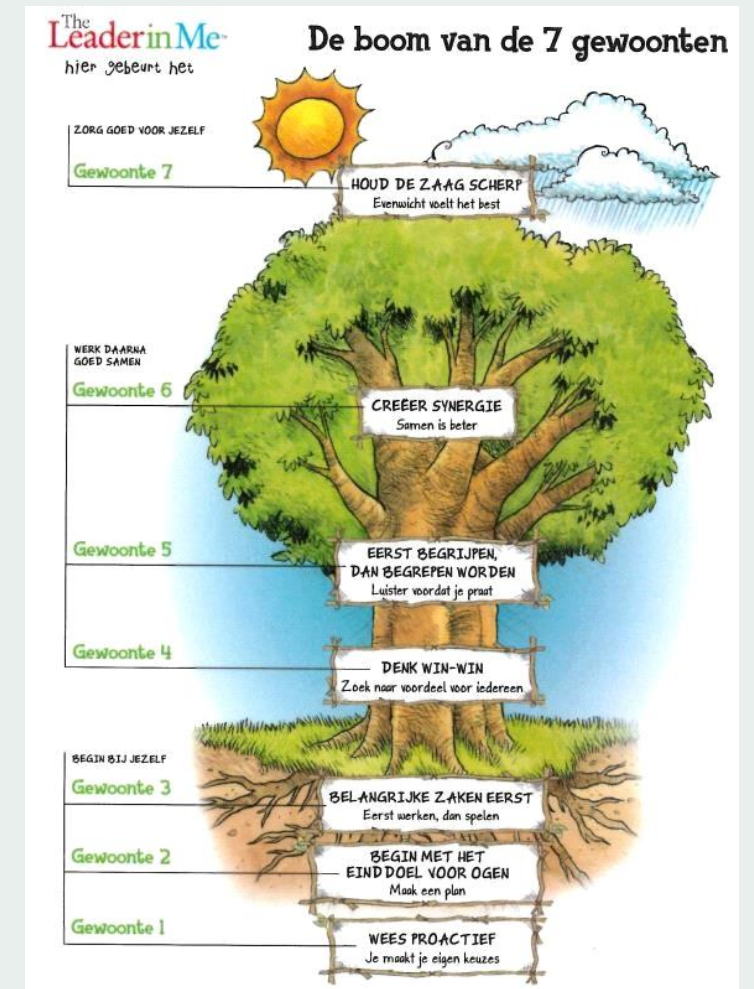 The
Leader in Me™
hier gebeurt het
De boom van de 7 gewoonten
ZORG GOED VOOR JEZELF
Gewoonte 7
HOUD DE ZAAG SCHERP
Evenwicht voelt het best
WERK DAARNA
GOED SAMEN
Gewoonte 6
CREËER SYNERGIE
Samen is beter
Gewoonte 5
EERST BEGRIJPEN,
DAN BEGREPEN WORDEN
Luister voordat je praat
Gewoonte 4
DENK WIN-WIN
Zoek naar voordeel voor iedereen
BEGIN BIJ JEZELF
Gewoonte 3
BELANGRIJKE ZAKEN EERST
Eerst werken, dan spelen
Gewoonte 2
BEGIN MET HET
EINDDOEL VOOR OGEN
Maak een plan
Gewoonte 1
WEES PROACTIEF
Je maakt je eigen keuzes